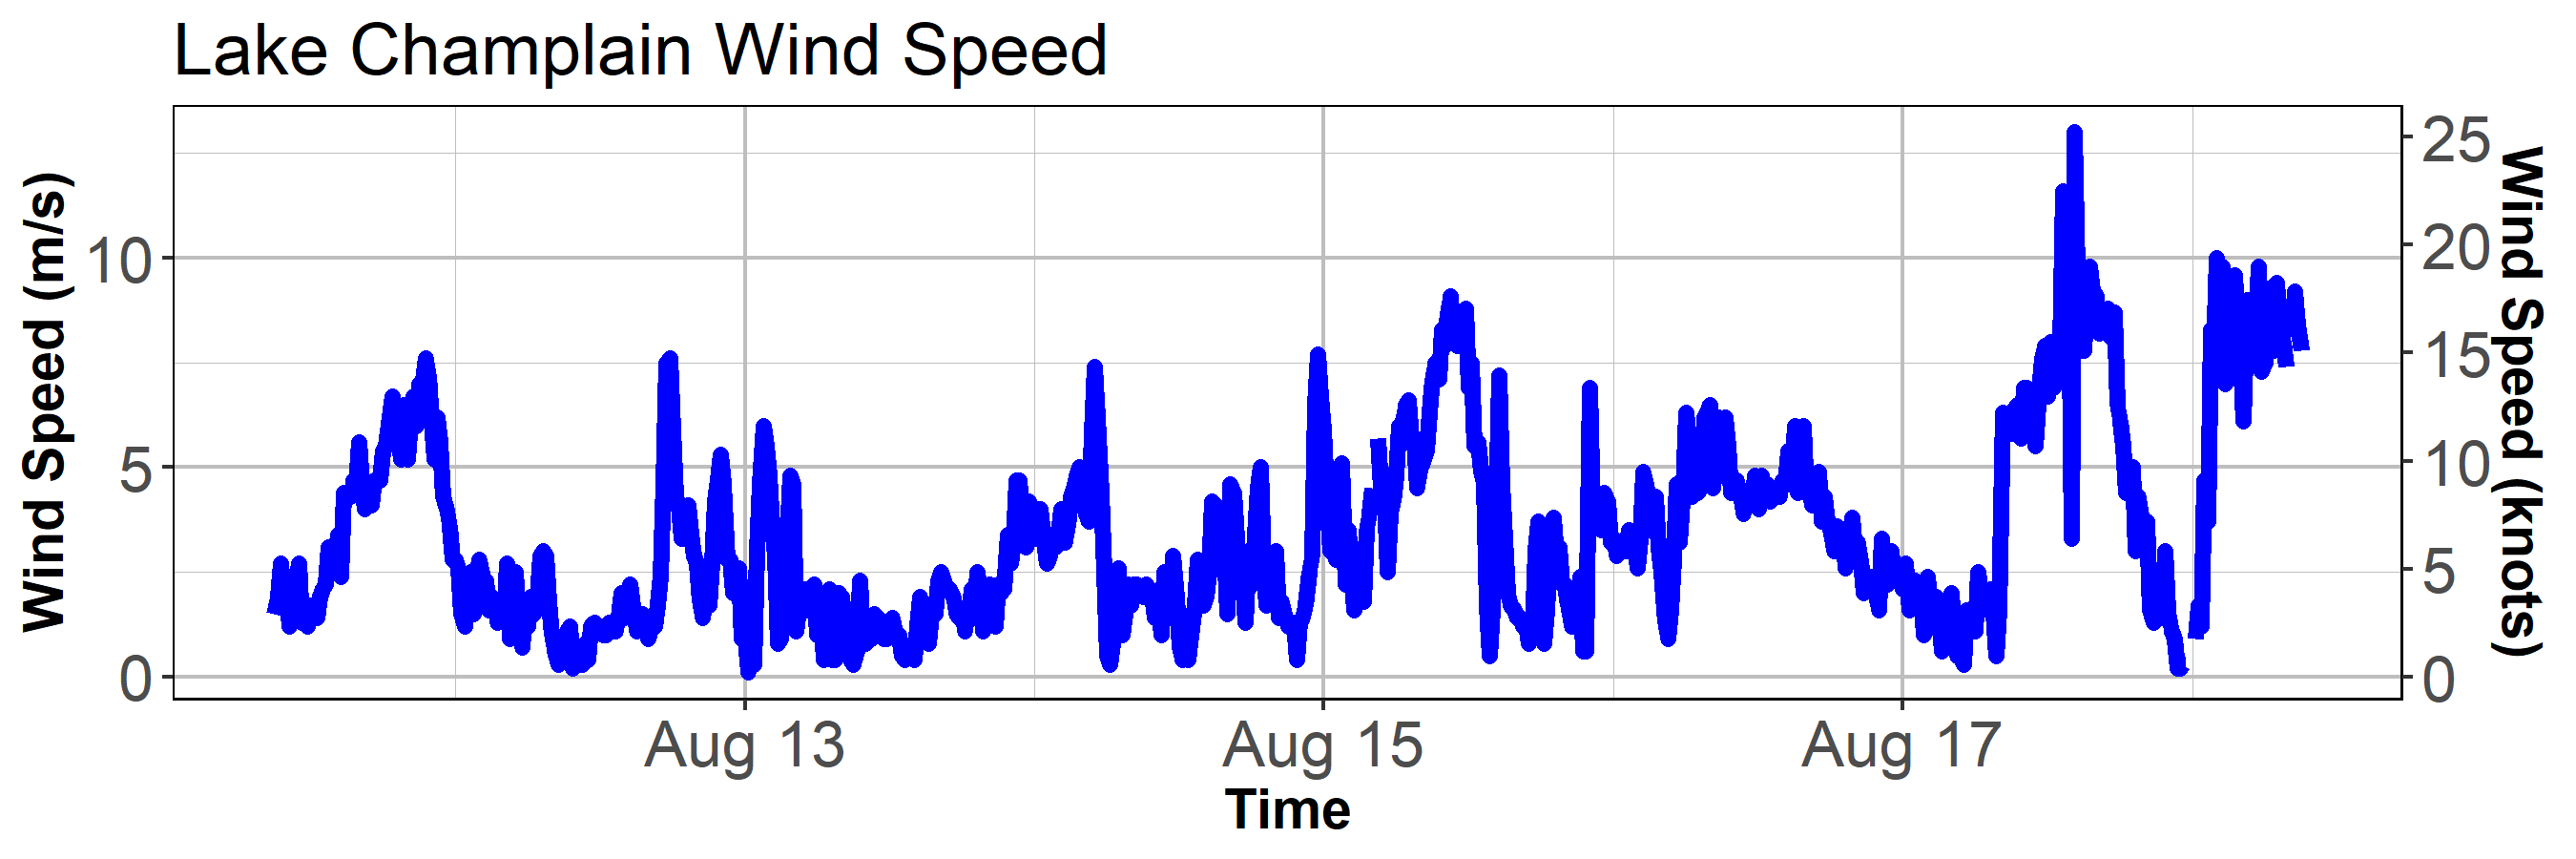 Lake Champlain Wind Speed
Wind Speed (m/s)
10
5
0
25
20
15
10
5
0
Wind Speed (knots)
Aug 13
Aug 15
Aug 17
Time